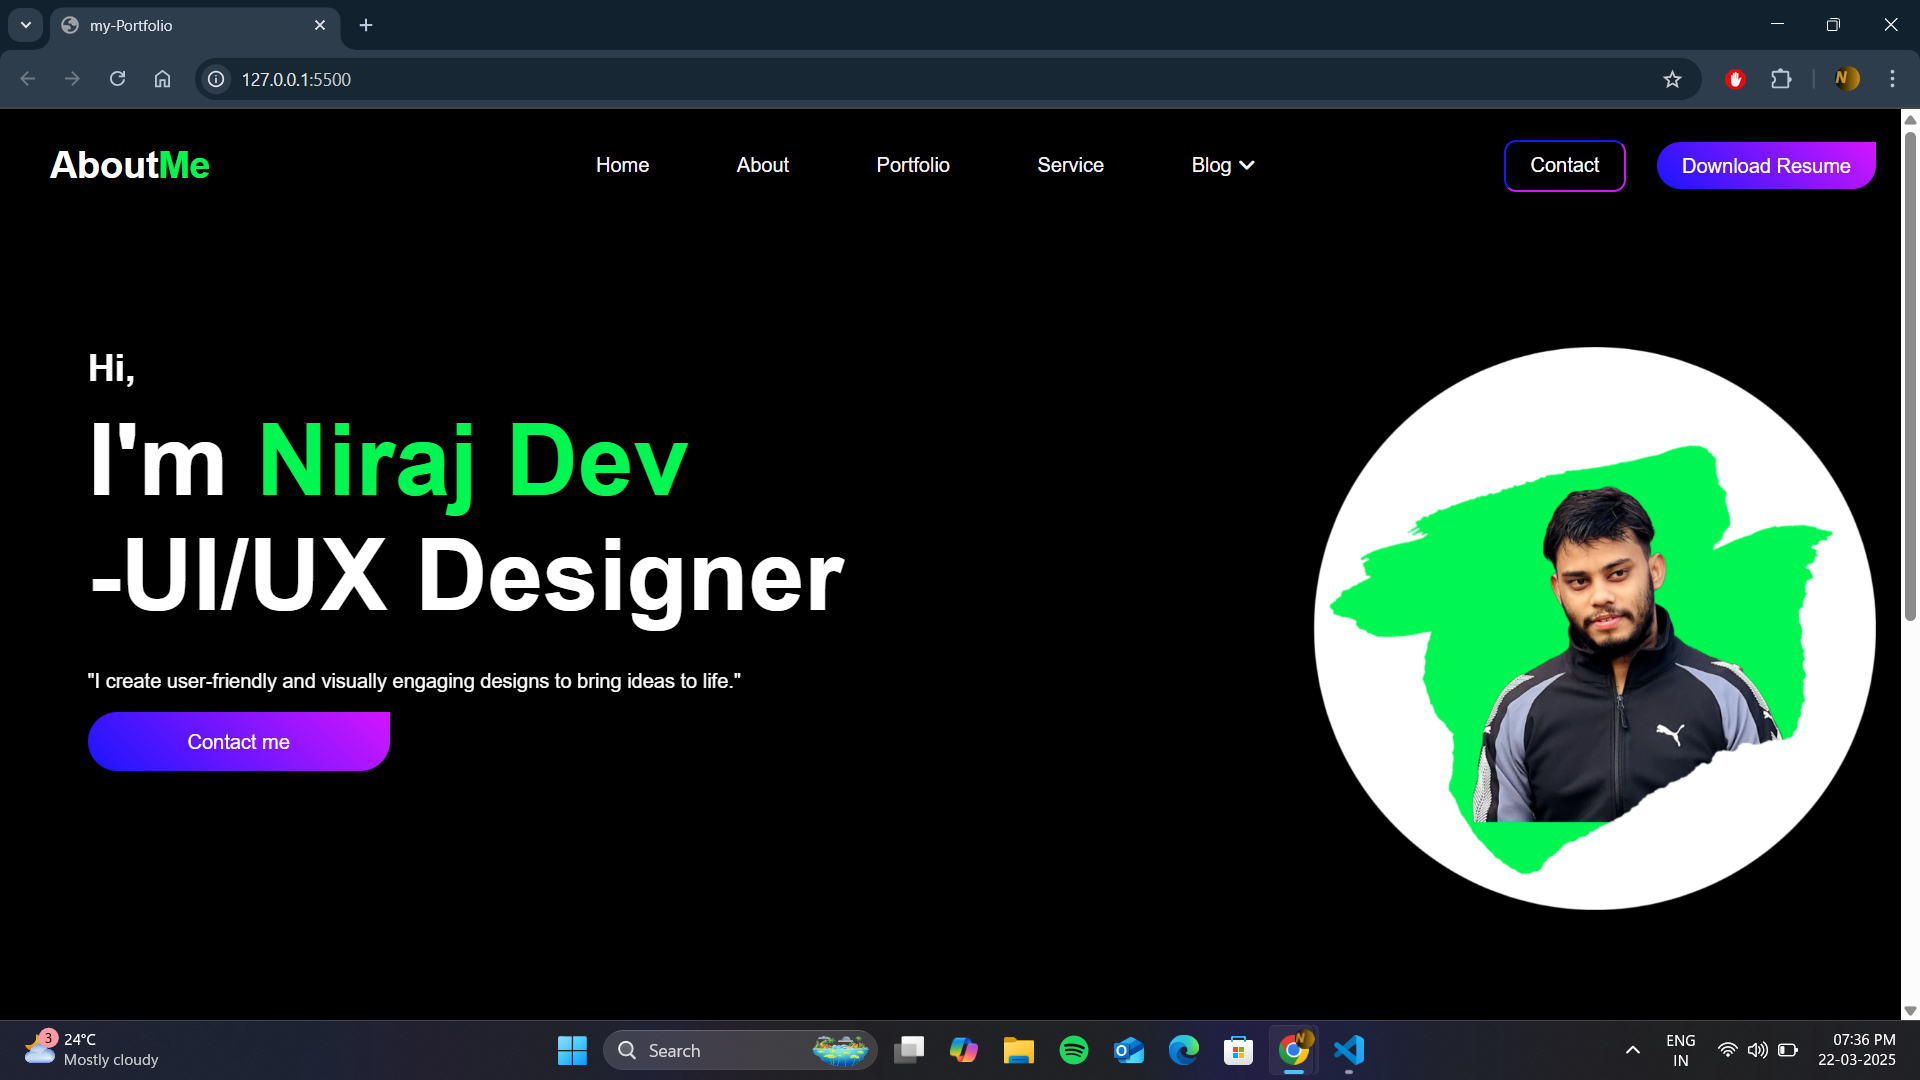 my-Portfolio
127.0.0.1:5500
AboutMe
Home
About
Portfolio
Service
Blog
Contact
Download Resume
Hi,
I'm Niraj Dev
-UI/UX Designer
"I create user-friendly and visually engaging designs to bring ideas to life."
Contact me
3
24°C
Mostly cloudy
Search
ENG
IN
07:36 PM
22-03-2025